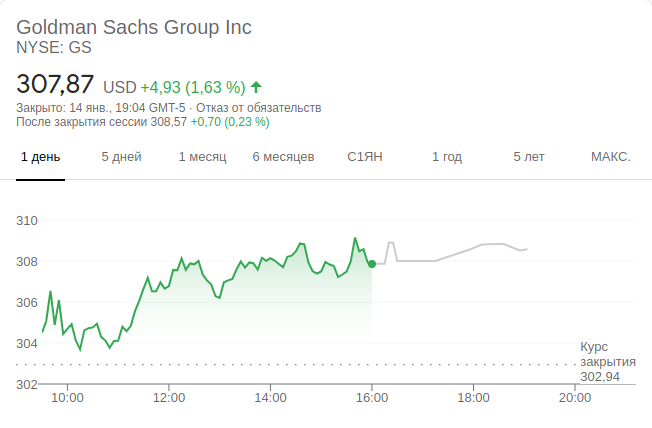 Goldman Sachs Group Inc
NYSE: GS
307,87 USD +4,93 (1,63 %)
Закрыто: 14 янв., 19:04 GMT-5 · Отказ от обязательств
После закрытия сессии 308,57 +0,70 (0,23 %)
1 день 5 дней 1 месяц 6 месяцев С1ЯН 1 год 5 лет МАКС.
310
308
306
304
302
Курс
закрытия
302,94
10:00 12:00 14:00 16:00 18:00 20:00